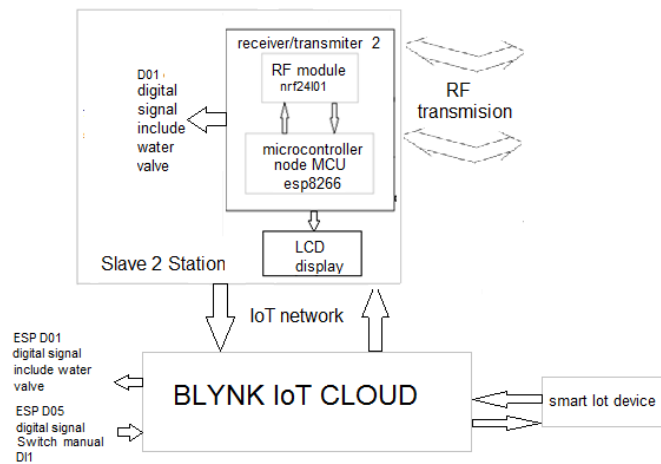 receiver/transmiter 2
RF module
nrf24l01
D01
digital
signal
include
water
valve
RF
transmision
microcontroller
node MCU
esp8266
LCD
display
Slave 2 Station
IoT network
ESP D01
digital signal
include water
valve
BLYNK IoT CLOUD
smart Iot device
ESP D05
digital signal
Switch manual
DI1